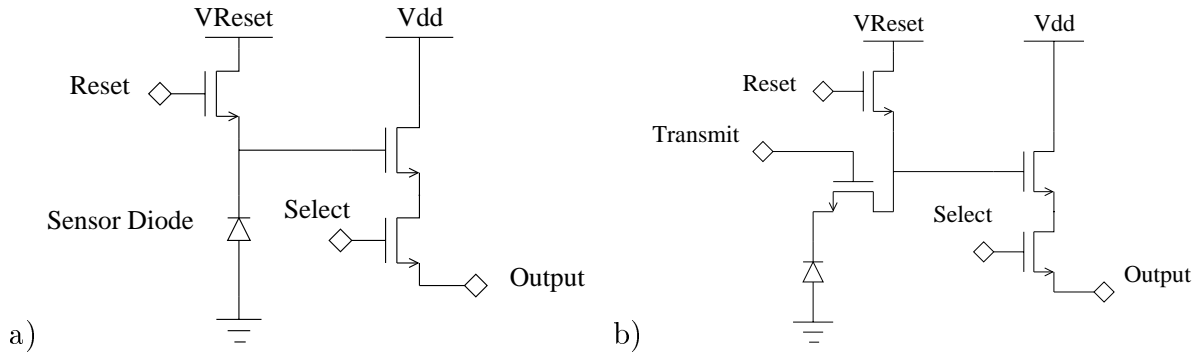 VReset
Vdd
Reset
Sensor Diode
Select
Output
a)
VReset
Vdd
Reset
Transmit
Select
Output
b)